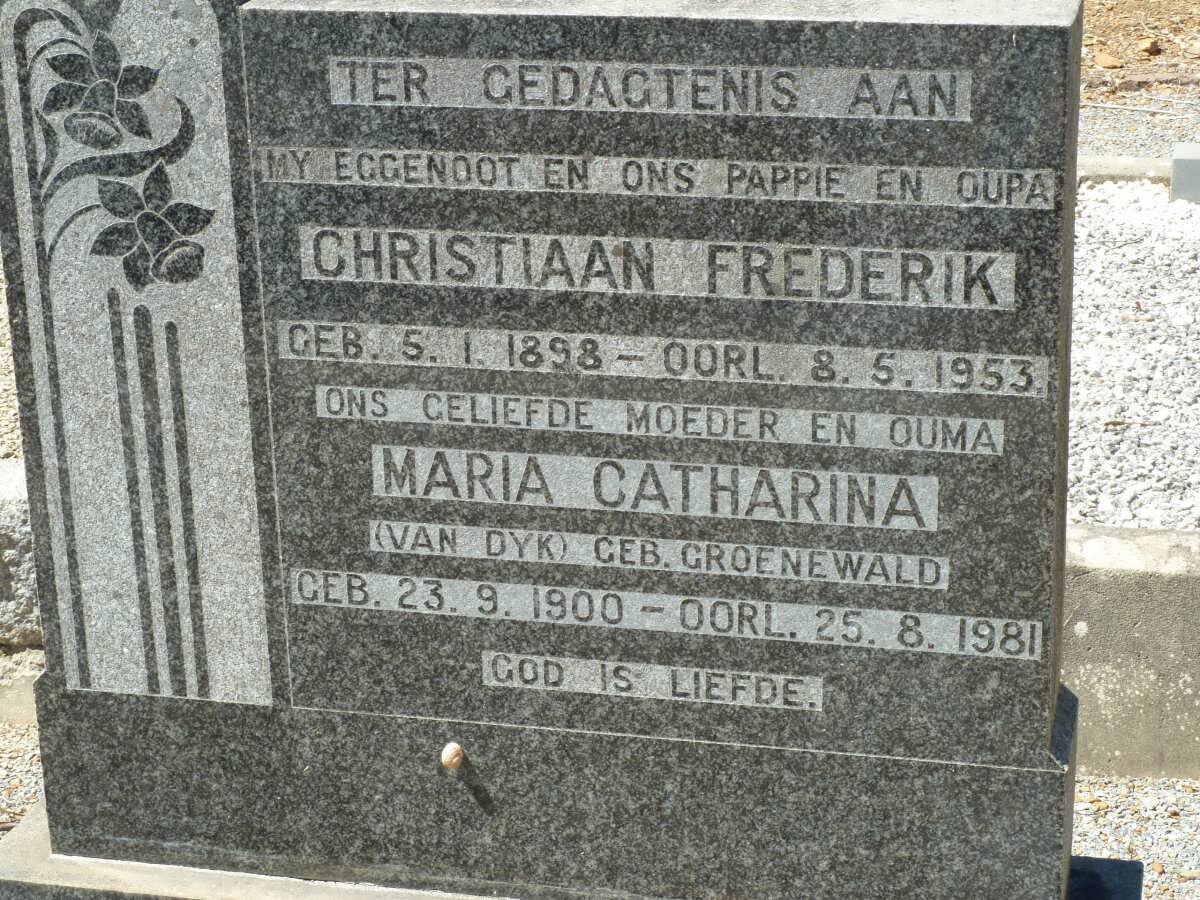 TER GEDAGTENIS AAN
MY EGGENOOT EN ONS PAPPIE EN OUPA
CHRISTIAAN FREDERIK
GEB. 5. 1. 1898 – OORL. 8. 5. 1953.
ONS GELIEFDE MOEDER EN OUMA
MARIA CATHARINA
(VAN DYK) GEB. GROENEWALD
GEB. 23. 9. 1900 – OORL. 25. 8. 1981
GOD IS LIEFDE.